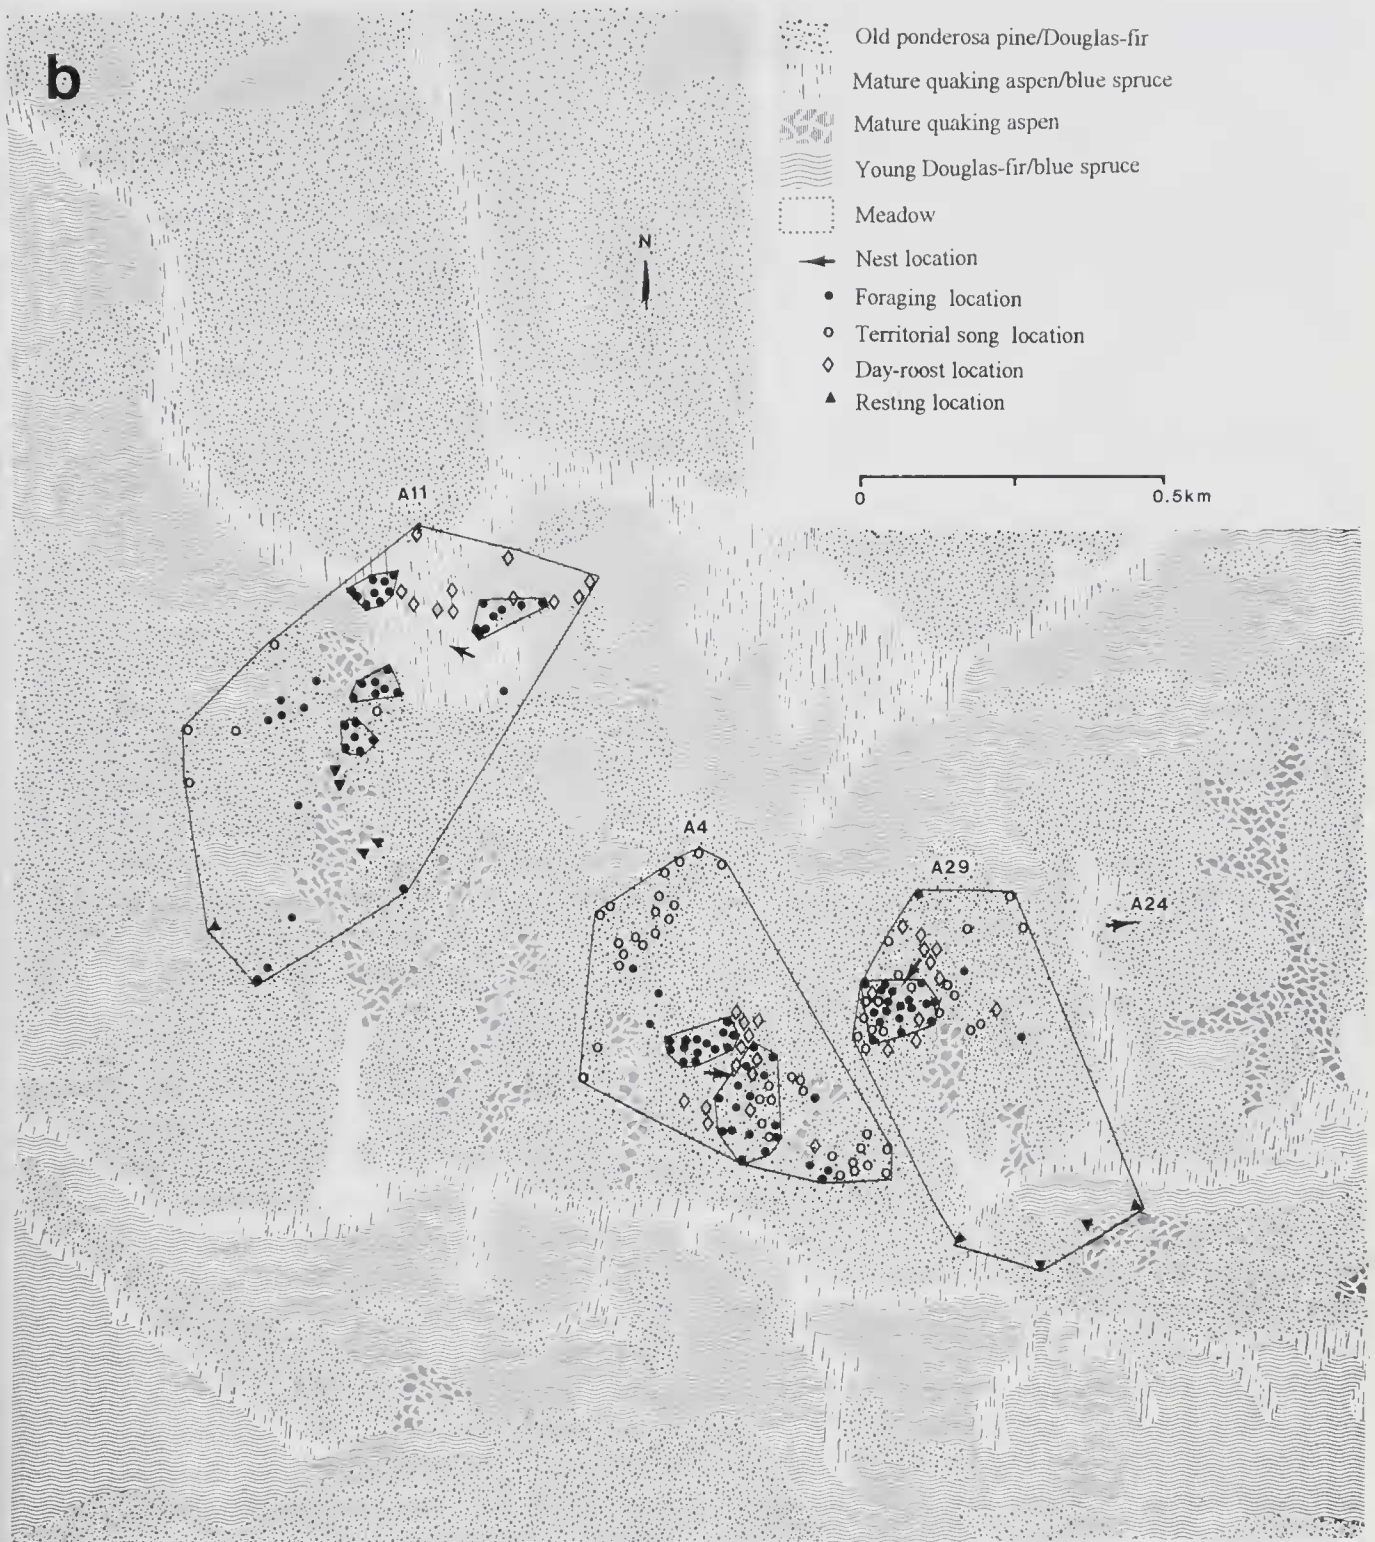 b
Old ponderosa pine/Douglas-fir
Mature quaking aspen/blue spruce
Mature quaking aspen
Young Douglas-fir/blue spruce
Meadow
Nest location
Foraging location
Territorial song location
Day-roost location
Resting location
N
0 0.5km
A11
A4
A29
A24